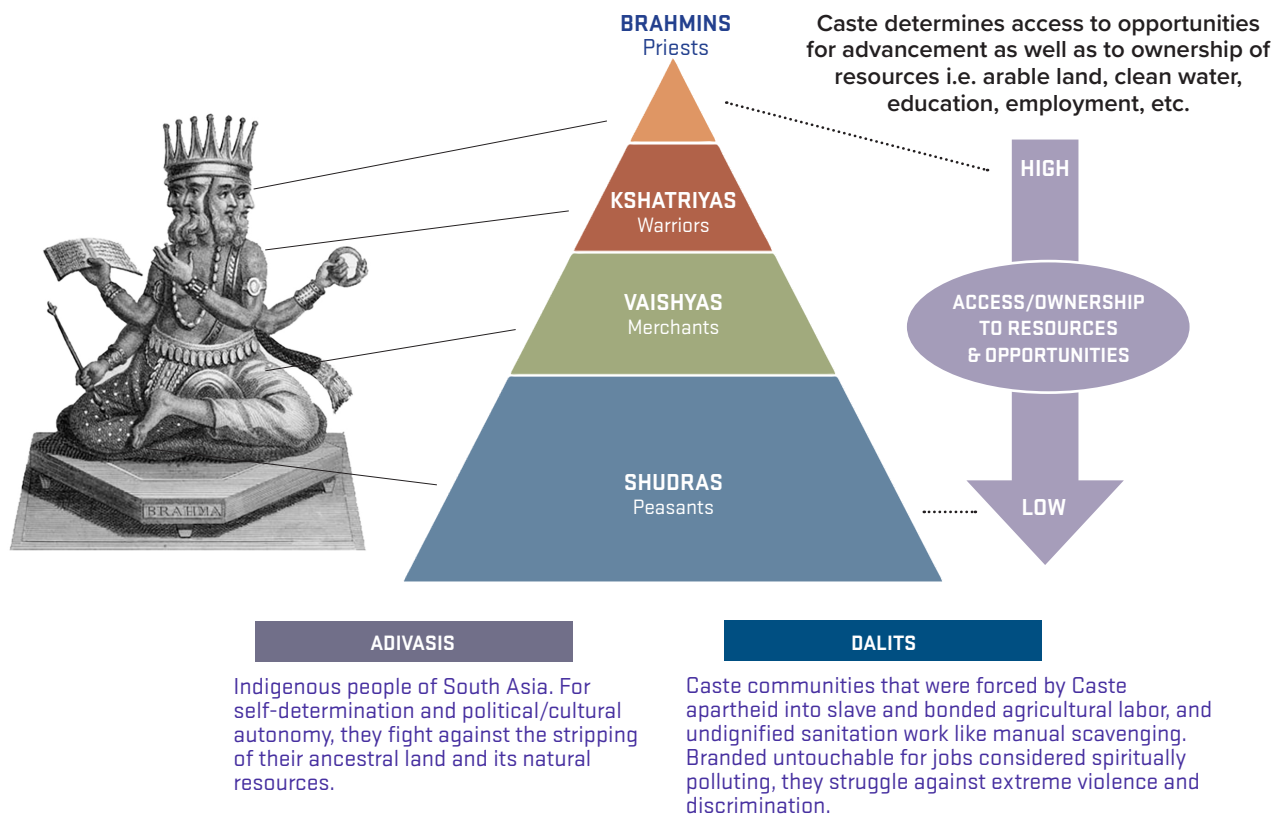 BRAHMINS
Priests
Caste determines access to opportunities
for advancement as well as to ownership of
resources i.e. arable land, clean water,
education, employment, etc.
KSHATRIYAS
Warriors
VAISHYAS
Merchants
SHUDRAS
Peasants
HIGH
ACCESS/OWNERSHIP
TO RESOURCES
& OPPORTUNITIES
LOW
BRAHMA
ADIVASIS
Indigenous people of South Asia. For
self-determination and political/cultural
autonomy, they fight against the stripping
of their ancestral land and its natural
resources.
DALITS
Caste communities that were forced by Caste
apartheid into slave and bonded agricultural labor, and
undignified sanitation work like manual scavenging.
Branded untouchable for jobs considered spiritually
polluting, they struggle against extreme violence and
discrimination.